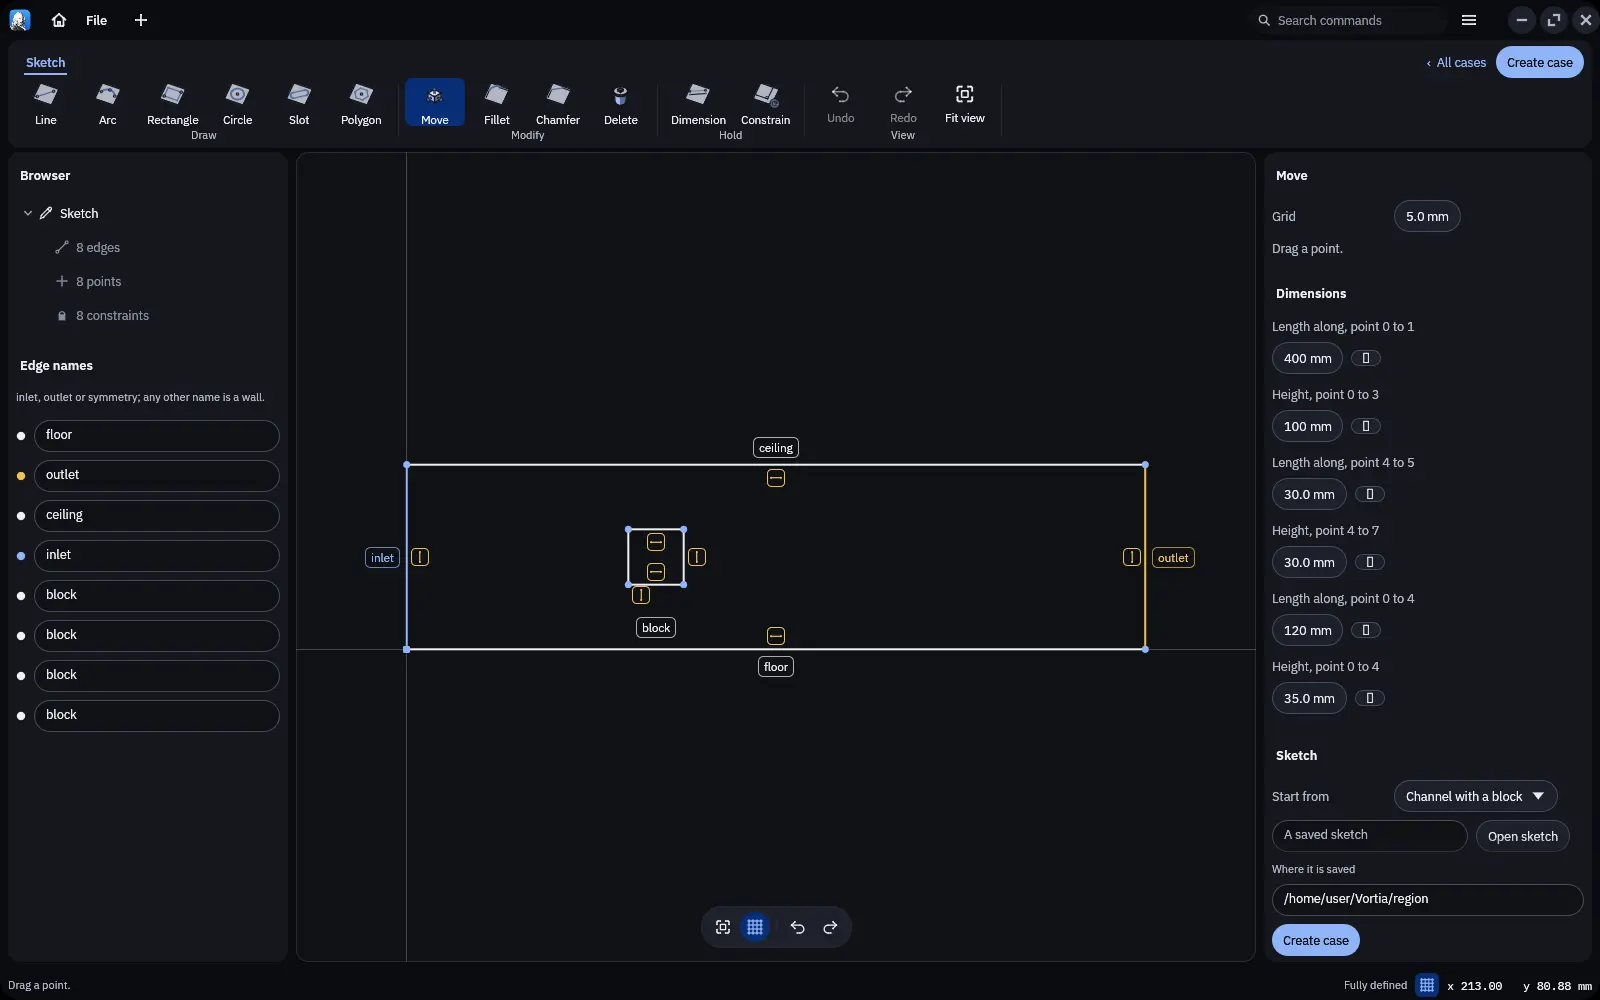 File
Search commands
Sketch
All cases
Create case
Line
Arc
Rectangle
Circle
Slot
Polygon
Move
Fillet
Chamfer
Delete
Dimension
Constrain
Undo
Redo
Fit view
Draw
Modify
Hold
View
Browser
Sketch
8 edges
8 points
8 constraints
Edge names
inlet, outlet or symmetry; any other name is a wall.
floor
outlet
ceiling
inlet
block
block
block
block
ceiling
inlet
outlet
block
floor
Move
Grid
5.0 mm
Drag a point.
Dimensions
Length along, point 0 to 1
400 mm
Height, point 0 to 3
100 mm
Length along, point 4 to 5
30.0 mm
Height, point 4 to 7
30.0 mm
Length along, point 0 to 4
120 mm
Height, point 0 to 4
35.0 mm
Sketch
Start from
Channel with a block
A saved sketch
Open sketch
Where it is saved
/home/user/Vortia/region
Create case
Drag a point.
Fully defined
x 213.00 y 80.88 mm